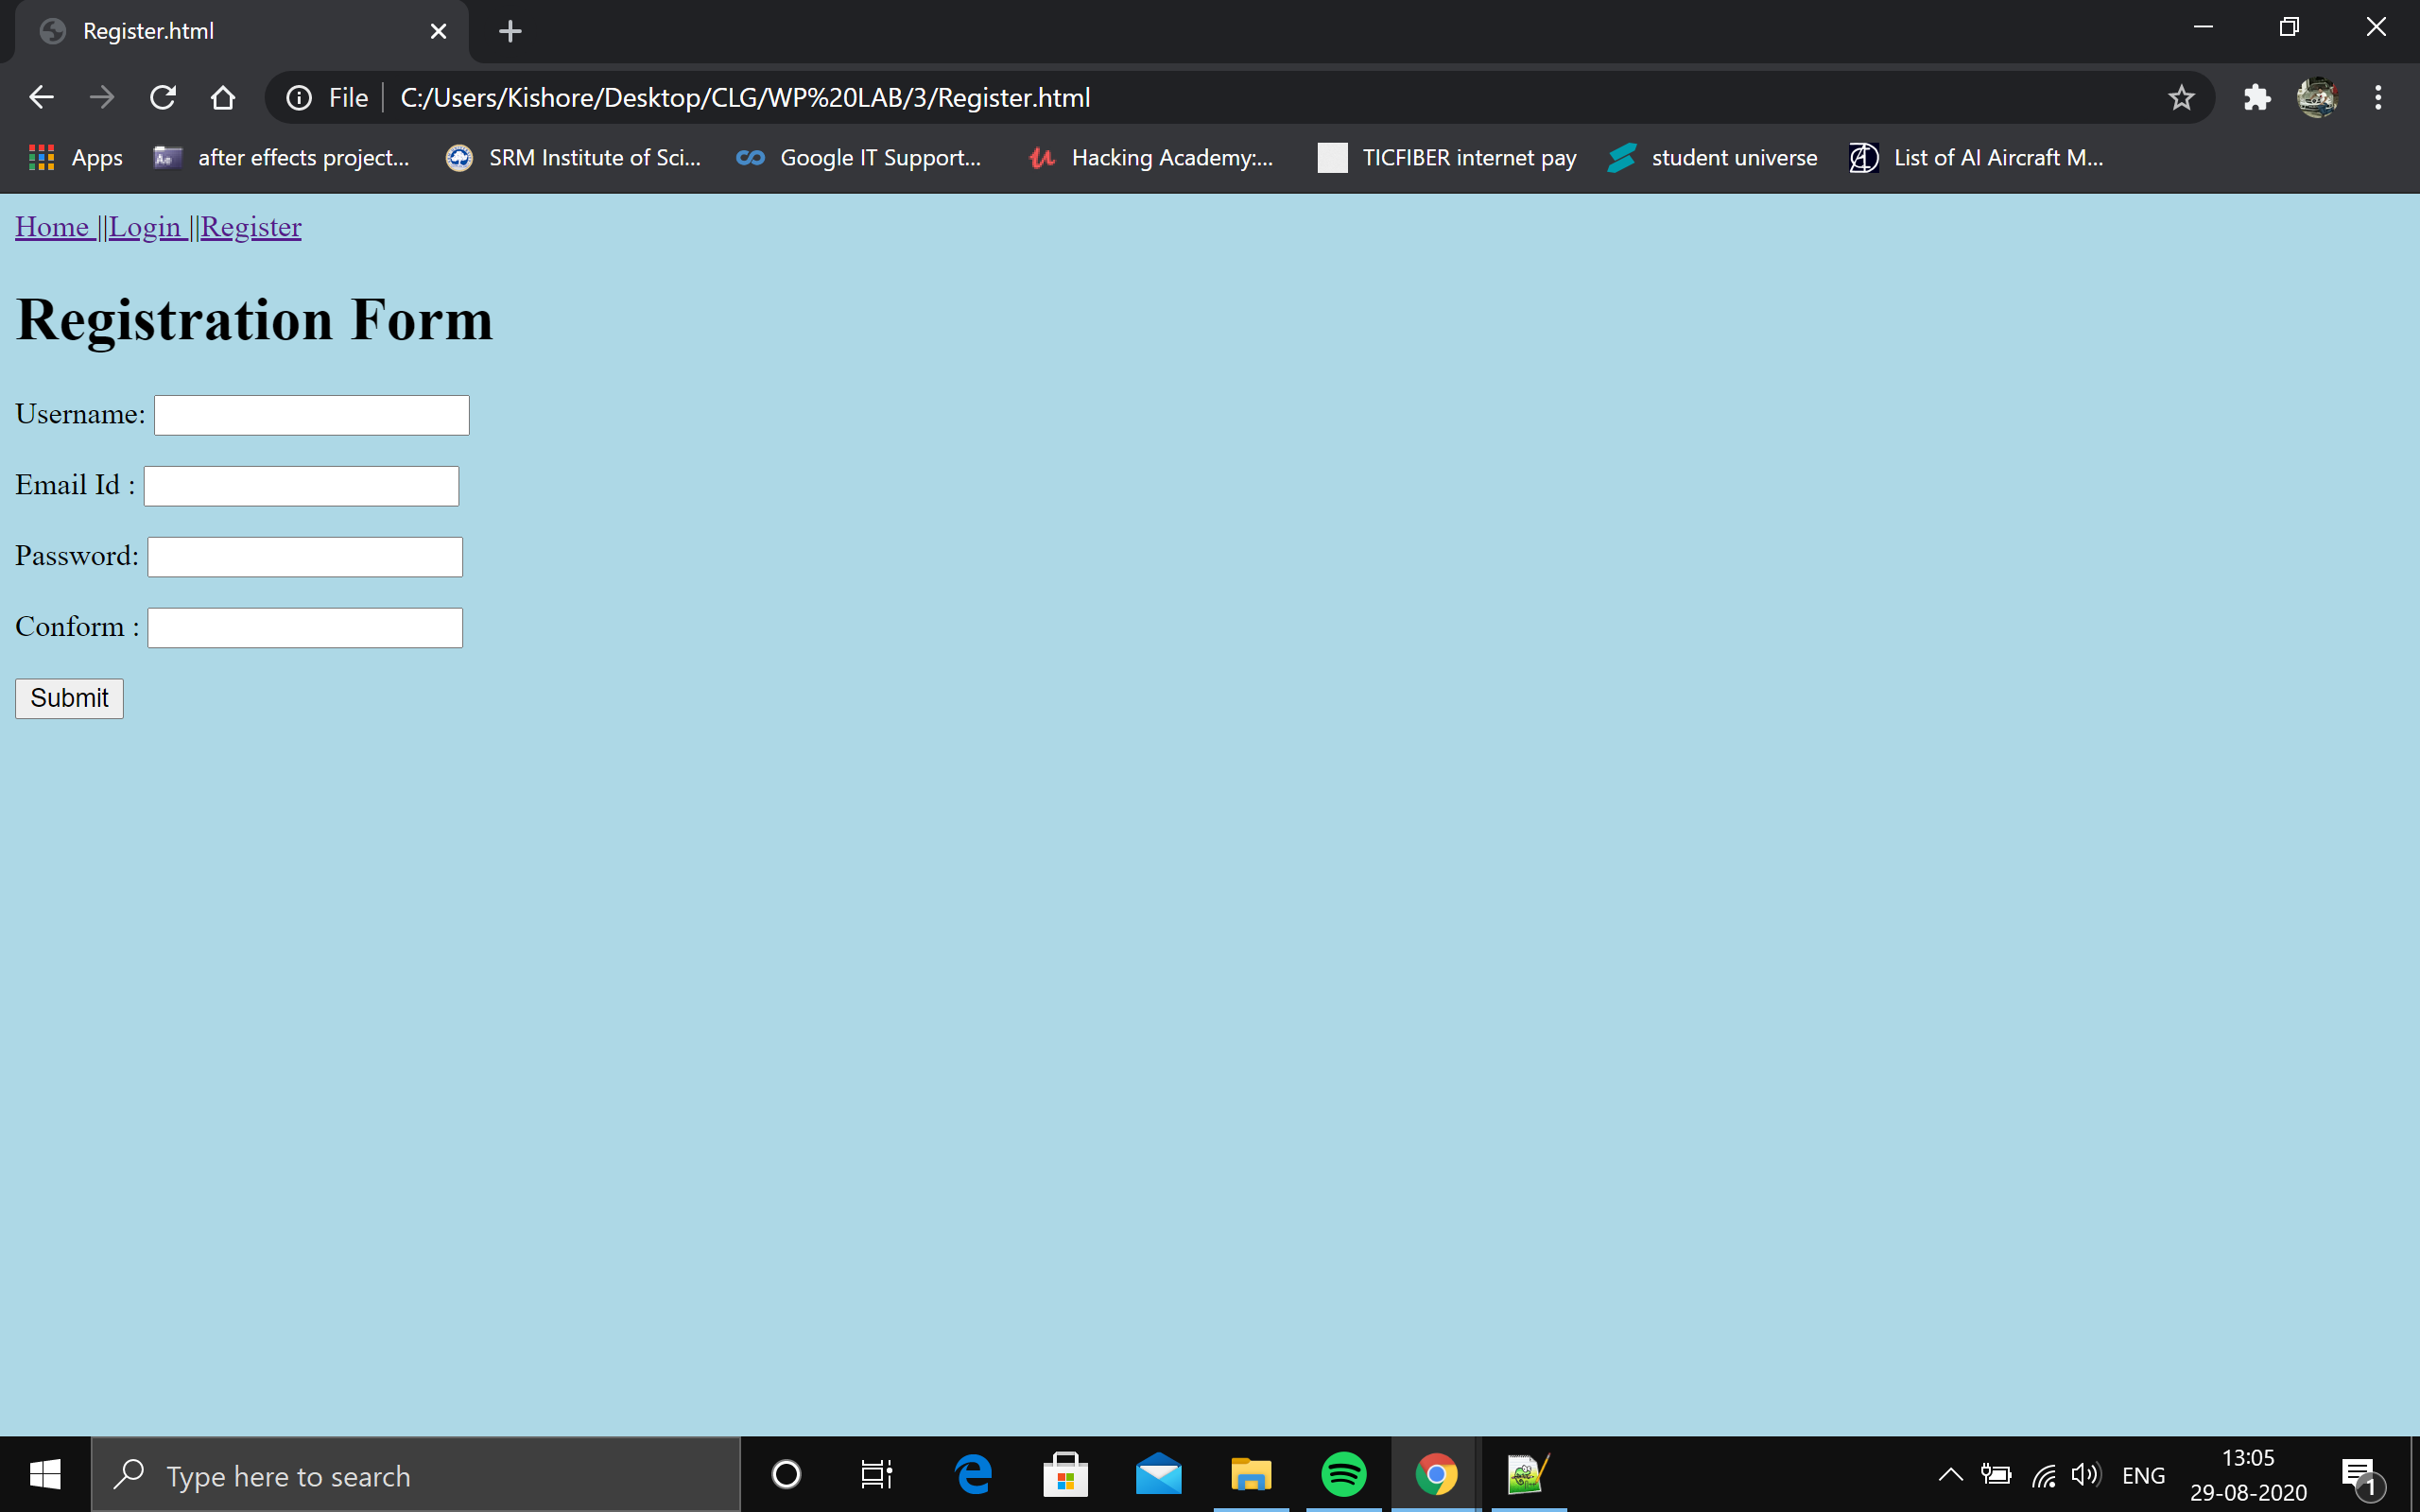 Register.html
File C:/Users/Kishore/Desktop/CLG/WP%20LAB/3/Register.html
Apps after effects project... SRM Institute of Sci... Google IT Support... Hacking Academy:... TICFIBER internet pay student universe List of AI Aircraft M...
Home ||Login ||Register
Registration Form
Username:
Email Id :
Password:
Conform :
Submit
Type here to search
ENG
13:05
29-08-2020
1